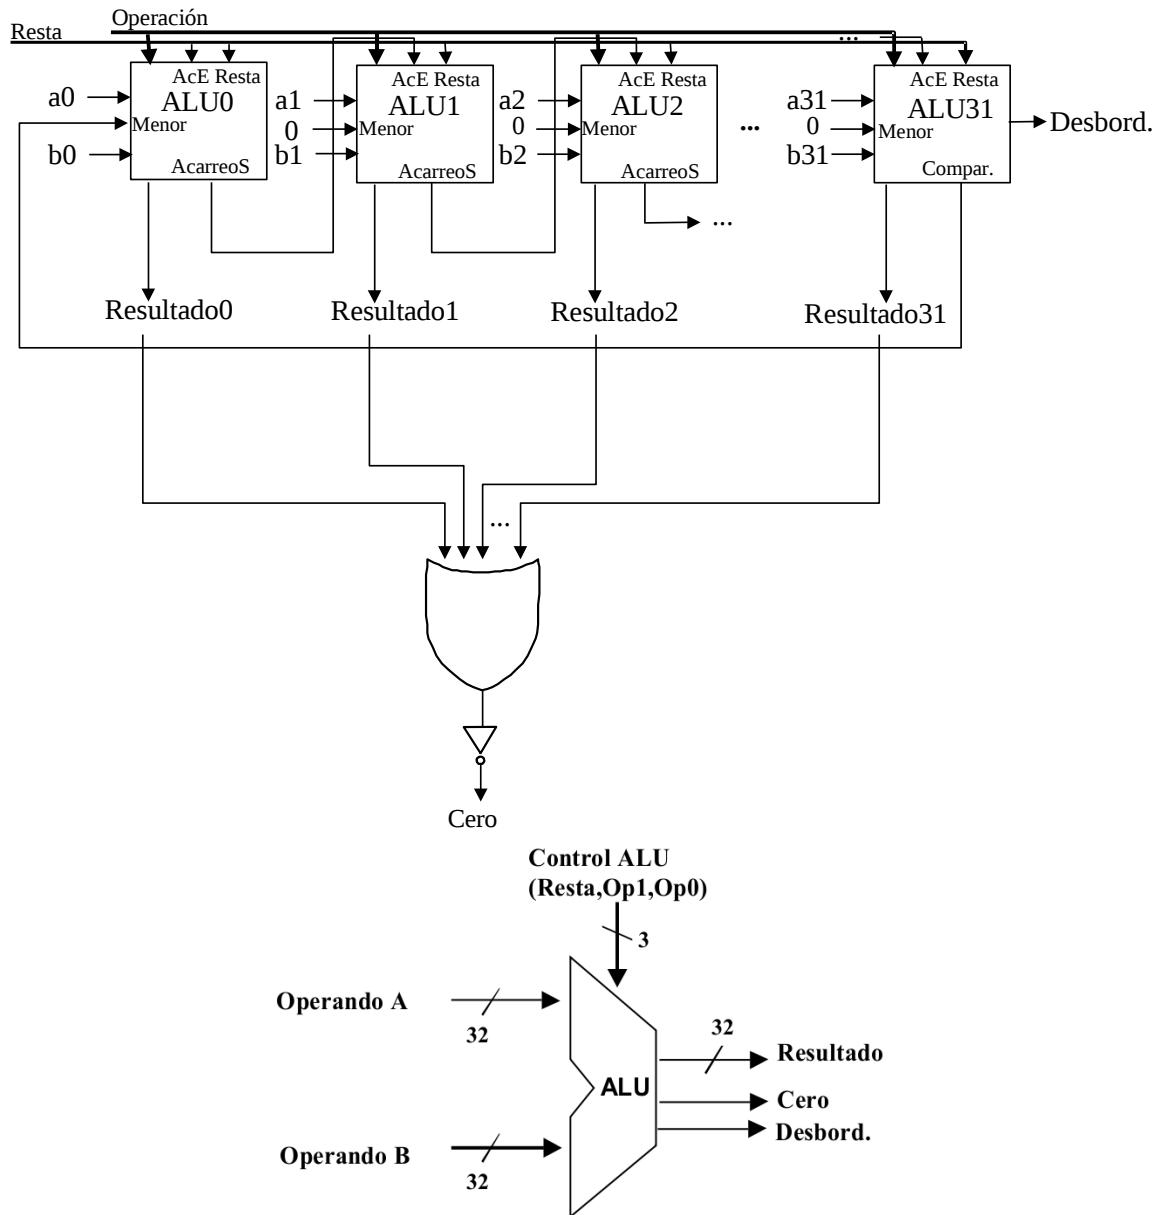 Operación
Resta
...
AcE Resta
AcE Resta
AcE Resta
AcE Resta
a0
ALU0
a1
ALU1
a2
ALU2
a31
ALU31
Menor
0
Menor
0
Menor
...
0
Menor
Desbord.
b0
b1
b2
b31
AcarreoS
AcarreoS
AcarreoS
Compar.
...
Resultado0
Resultado1
Resultado2
Resultado31
...
Cero
Control ALU
(Resta,Op1,Op0)
3
Operando A
32
32
Resultado
ALU
Cero
Desbord.
Operando B
32